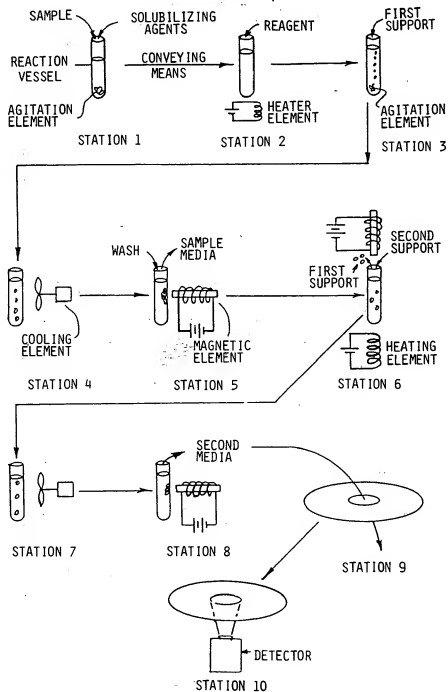 SAMPLE
SOLUBILIZING
AGENTS
REACTION
VESSEL
AGITATION
ELEMENT
STATION 1
CONVEYING
MEANS
REAGENT
HEATER
ELEMENT
STATION 2
FIRST
SUPPORT
AGITATION
ELEMENT
STATION 3
COOLING
ELEMENT
STATION 4
WASH
SAMPLE
MEDIA
MAGNETIC
ELEMENT
STATION 5
SECOND
SUPPORT
FIRST
SUPPORT
HEATING
ELEMENT
STATION 6
STATION 7
SECOND
MEDIA
STATION 8
STATION 9
DETECTOR
STATION 10